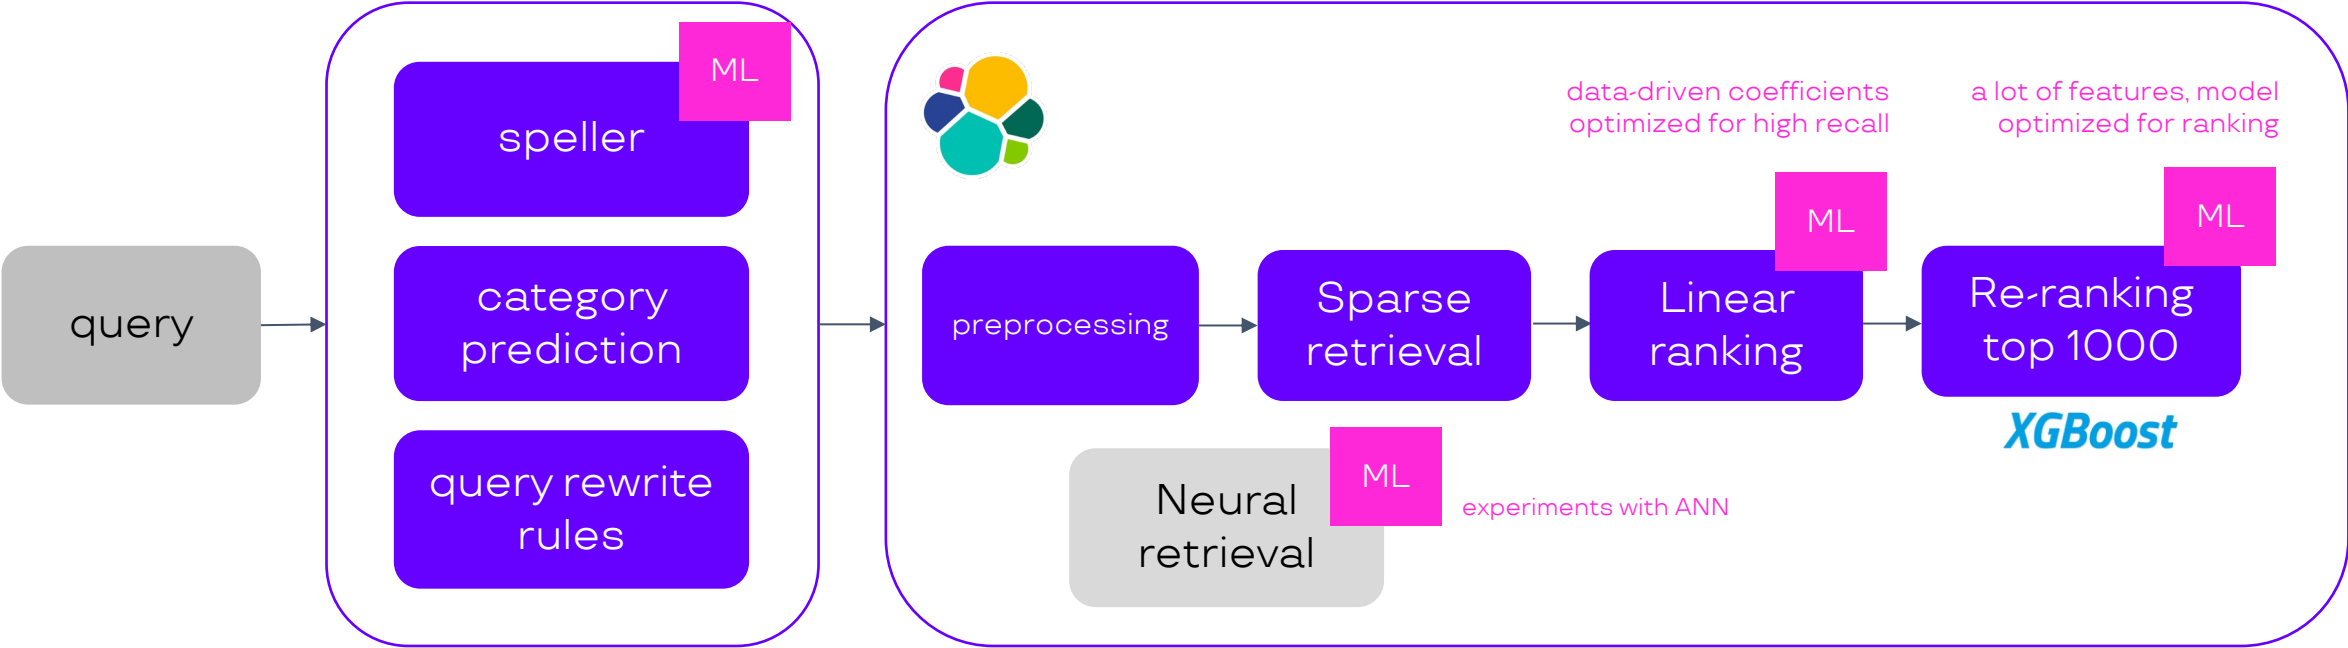 query
ML
speller
category
prediction
query rewrite
rules
data-driven coefficients
optimized for high recall
a lot of features, model
optimized for ranking
preprocessing
Sparse
retrieval
ML
Linear
ranking
ML
Re-ranking
top 1000
XGBoost
ML
Neural
retrieval
experiments with ANN